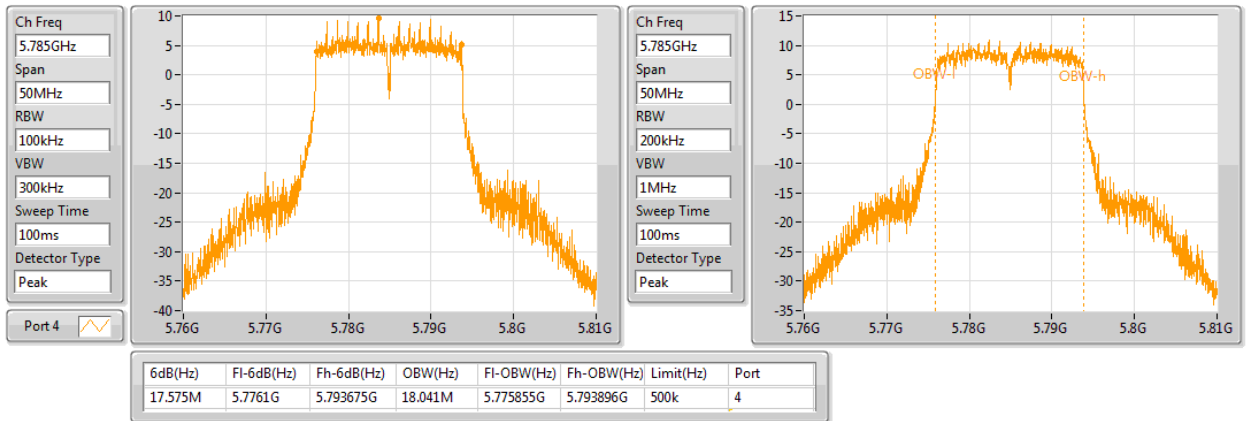 Ch Freq
5.785GHz
Span
50MHz
RBW
100kHz
VBW
300kHz
Sweep Time
100ms
Detector Type
Peak
Port 4
10
5
0
-5
-10
-15
-20
-25
-30
-35
-40
5.76G 5.77G 5.78G 5.79G 5.8G 5.81G
Ch Freq
5.785GHz
Span
50MHz
RBW
200kHz
VBW
1MHz
Sweep Time
100ms
Detector Type
Peak
15
10
5
0
-5
-10
-15
-20
-25
-30
-35
OBW-l OBW-h
5.76G 5.77G 5.78G 5.79G 5.8G 5.81G
6dB(Hz) Fl-6dB(Hz) Fh-6dB(Hz) OBW(Hz) Fl-OBW(Hz) Fh-OBW(Hz) Limit(Hz) Port
17.575M 5.7761G 5.793675G 18.041M 5.775855G 5.793896G 500k 4